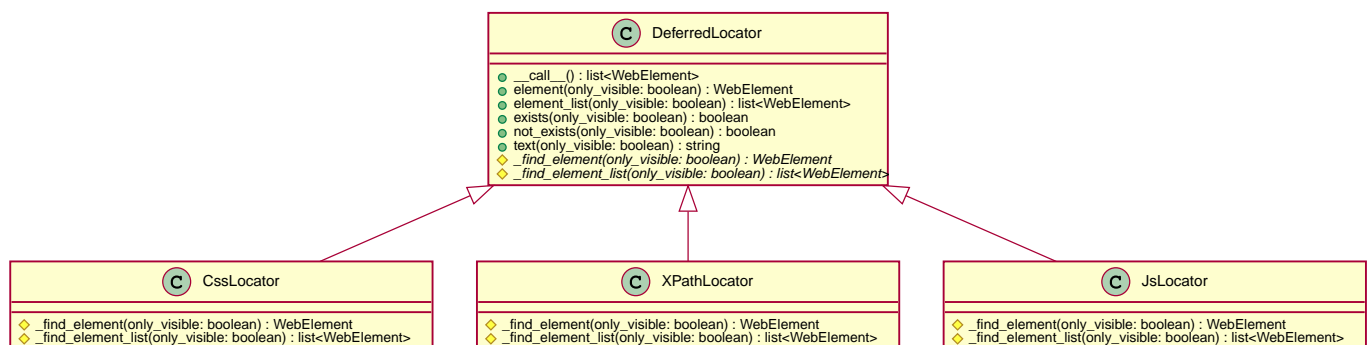 C DeferredLocator
__call__() : list<WebElement>
element(only_visible: boolean) : WebElement
element_list(only_visible: boolean) : list<WebElement>
exists(only_visible: boolean) : boolean
not_exists(only_visible: boolean) : boolean
text(only_visible: boolean) : string
_find_element(only_visible: boolean) : WebElement
_find_element_list(only_visible: boolean) : list<WebElement>
C CssLocator
_find_element(only_visible: boolean) : WebElement
_find_element_list(only_visible: boolean) : list<WebElement>
C XPathLocator
_find_element(only_visible: boolean) : WebElement
_find_element_list(only_visible: boolean) : list<WebElement>
C JsLocator
_find_element(only_visible: boolean) : WebElement
_find_element_list(only_visible: boolean) : list<WebElement>